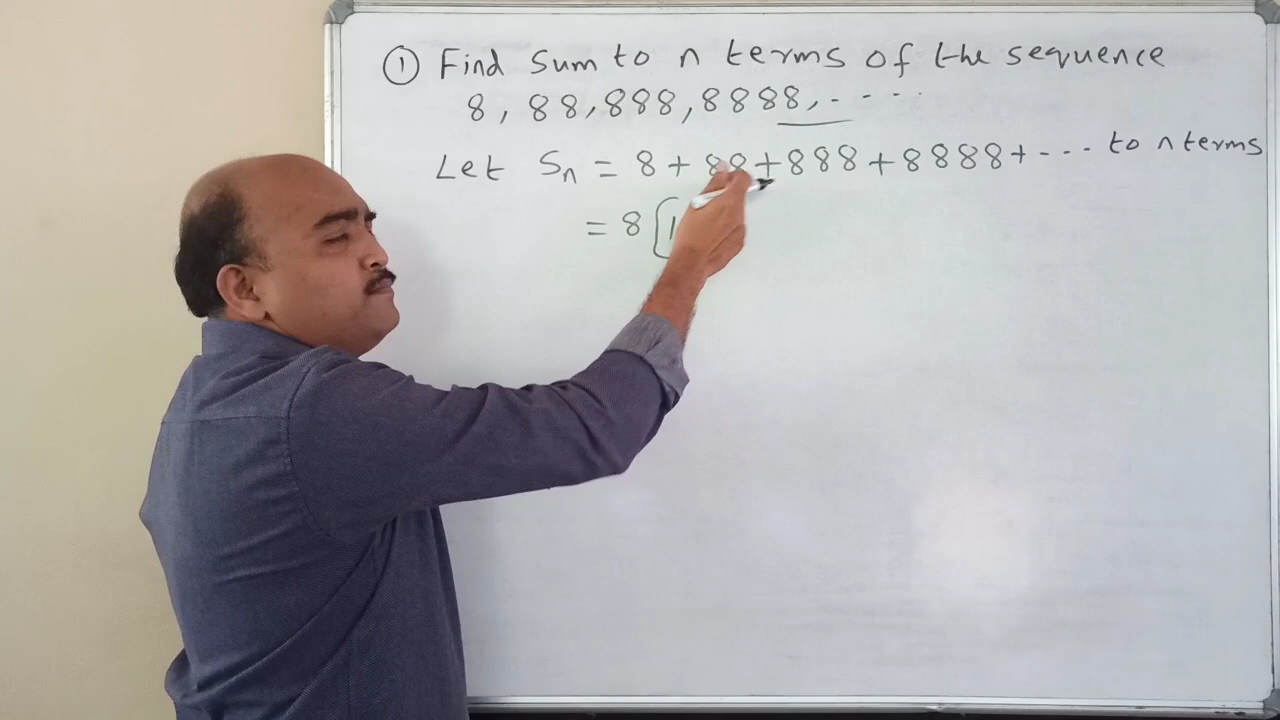 ① Find Sum to n terms of the sequence
8, 88, 888, 8888, - - - -
Let Sn = 8 + 88 + 888 + 8888 + - - - to n terms
= 8 [1